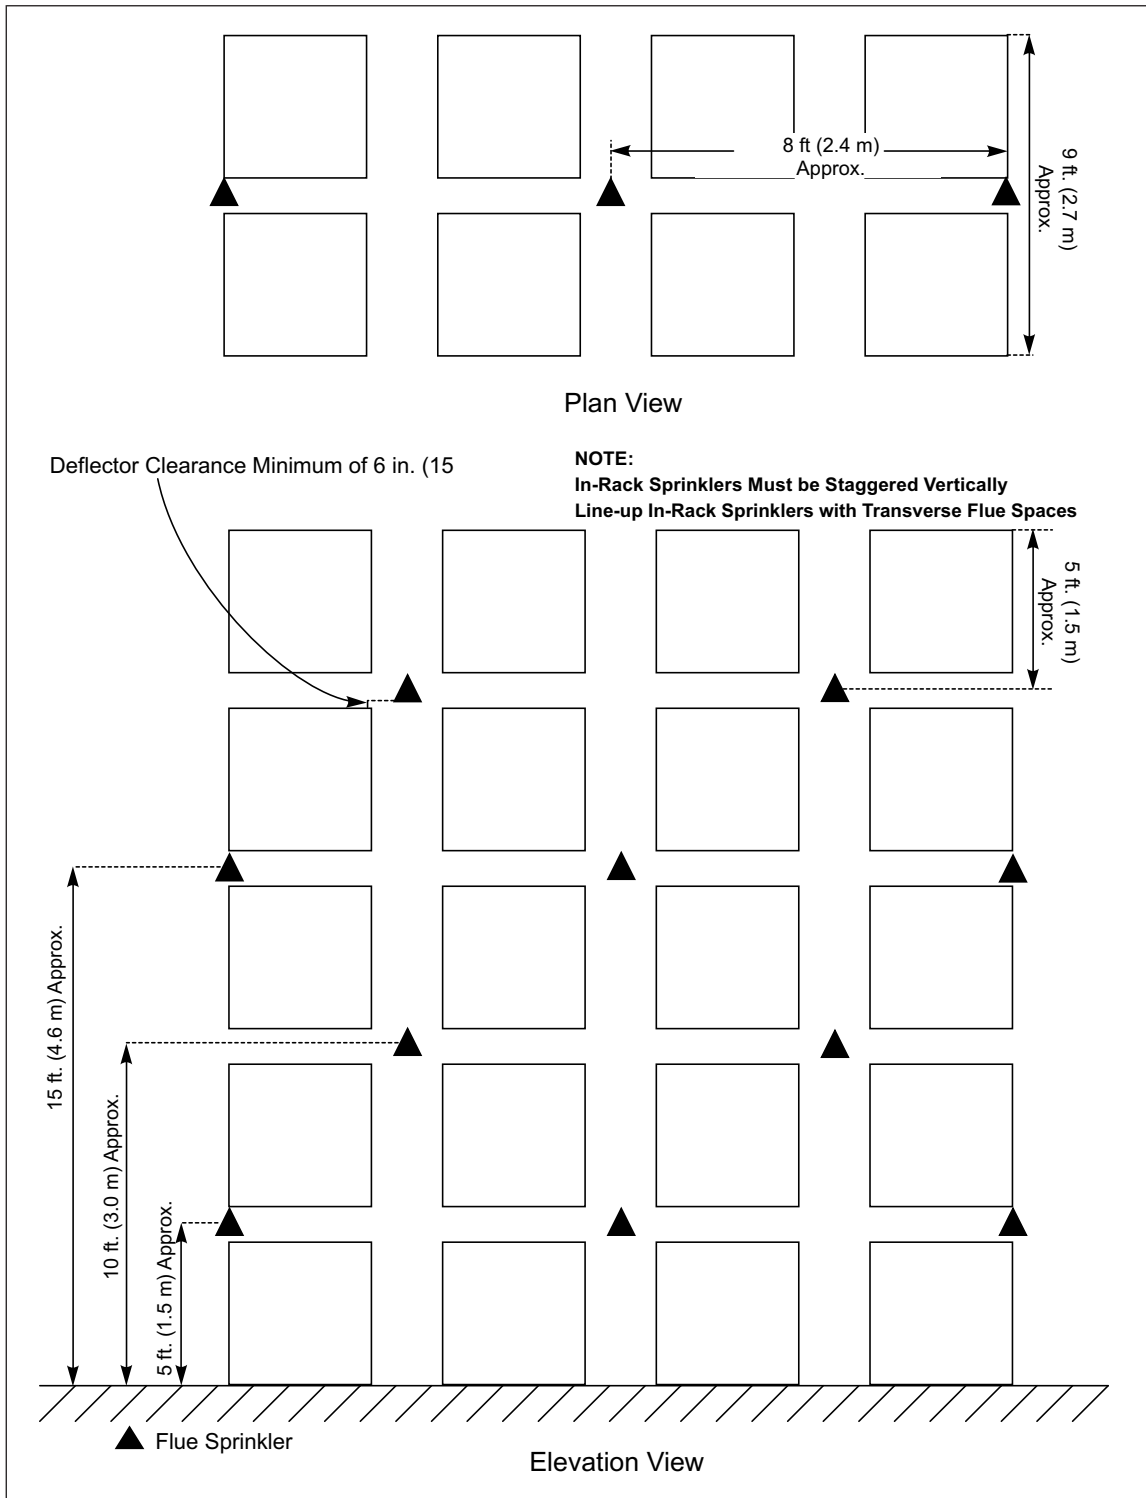 8 ft (2.4 m)
Approx.
9 ft. (2.7 m)
Approx.
Plan View
Deflector Clearance Minimum of 6 in. (15
NOTE:
In-Rack Sprinklers Must be Staggered Vertically
Line-up In-Rack Sprinklers with Transverse Flue Spaces
5 ft. (1.5 m)
Approx.
15 ft. (4.6 m) Approx.
10 ft. (3.0 m) Approx.
5 ft. (1.5 m) Approx.
Flue Sprinkler
Elevation View